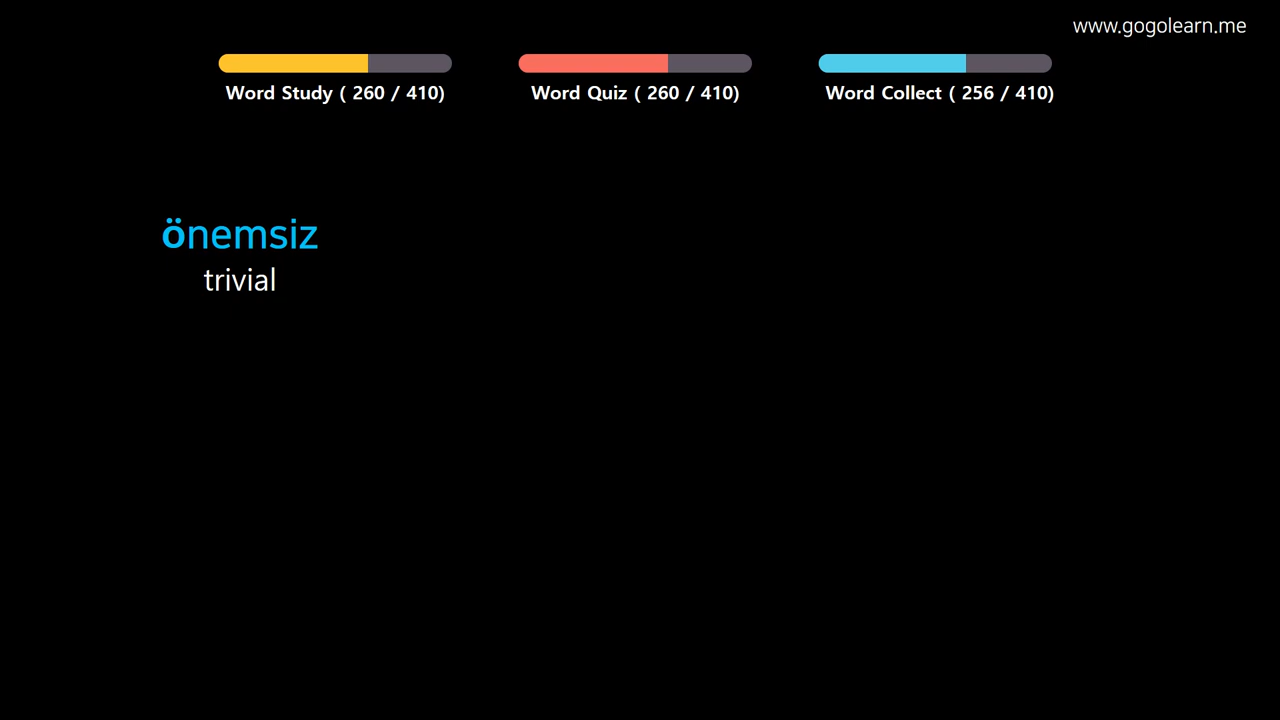 www.gogolearn.me
Word Study ( 260 / 410)
Word Quiz ( 260 / 410)
Word Collect ( 256 / 410)
önemsiz
trivial